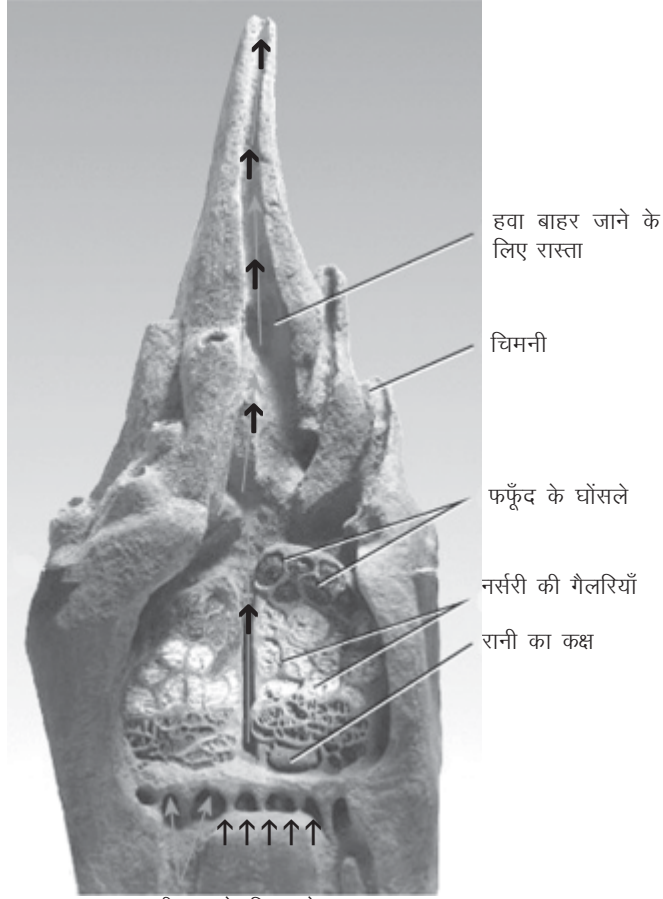 हवा बाहर जाने के
लिए रास्ता
चिमनी
फफूँद के घोंसले
नर्सरी की गैलरियाँ
रानी का कक्ष